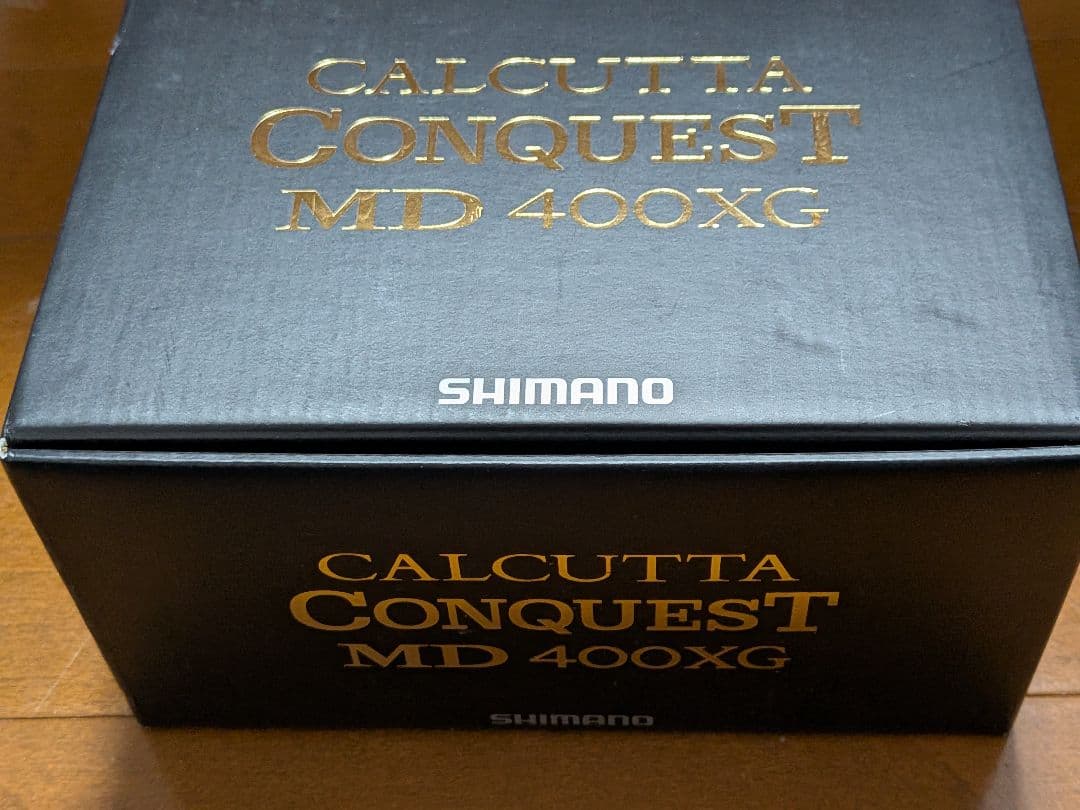 CALCUTTA
CONQUEST
MD 400XG
SHIMANO
CALCUTTA
CONQUEST
MD 400XG
SHIMANO